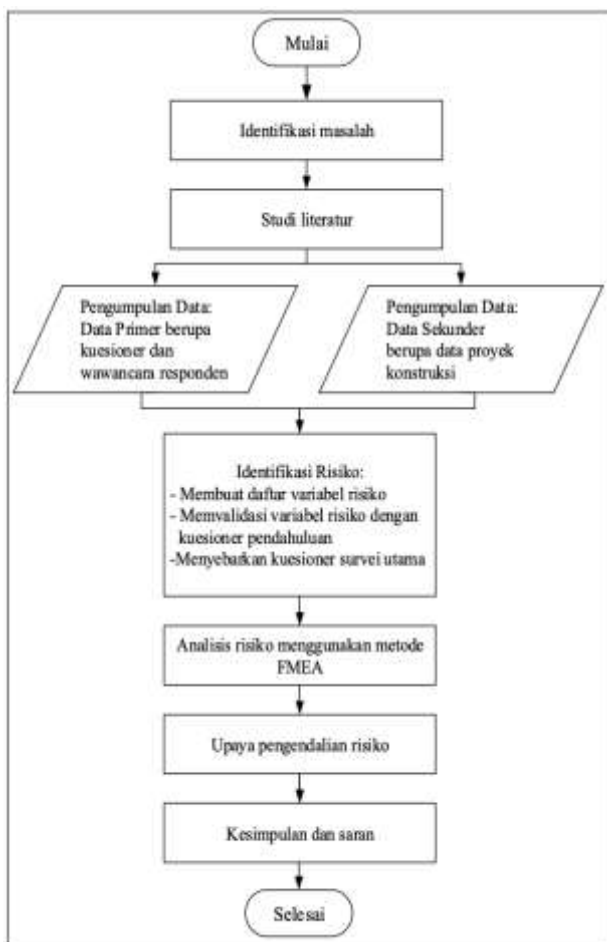 Mulai
Identifikasi masalah
Studi literatur
Pengumpulan Data:
Data Primer berupa
kuesioner dan
wawancara responden
Pengumpulan Data:
Data Sekunder
berupa data proyek
konstruksi
Identifikasi Risiko:
- Membuat daftar variabel risiko
- Memvalidasi variabel risiko dengan
kuesioner pendahuluan
-Menyebarkan kuesioner survei utama
Analisis risiko menggunakan metode
FMEA
Upaya pengendalian risiko
Kesimpulan dan saran
Selesai